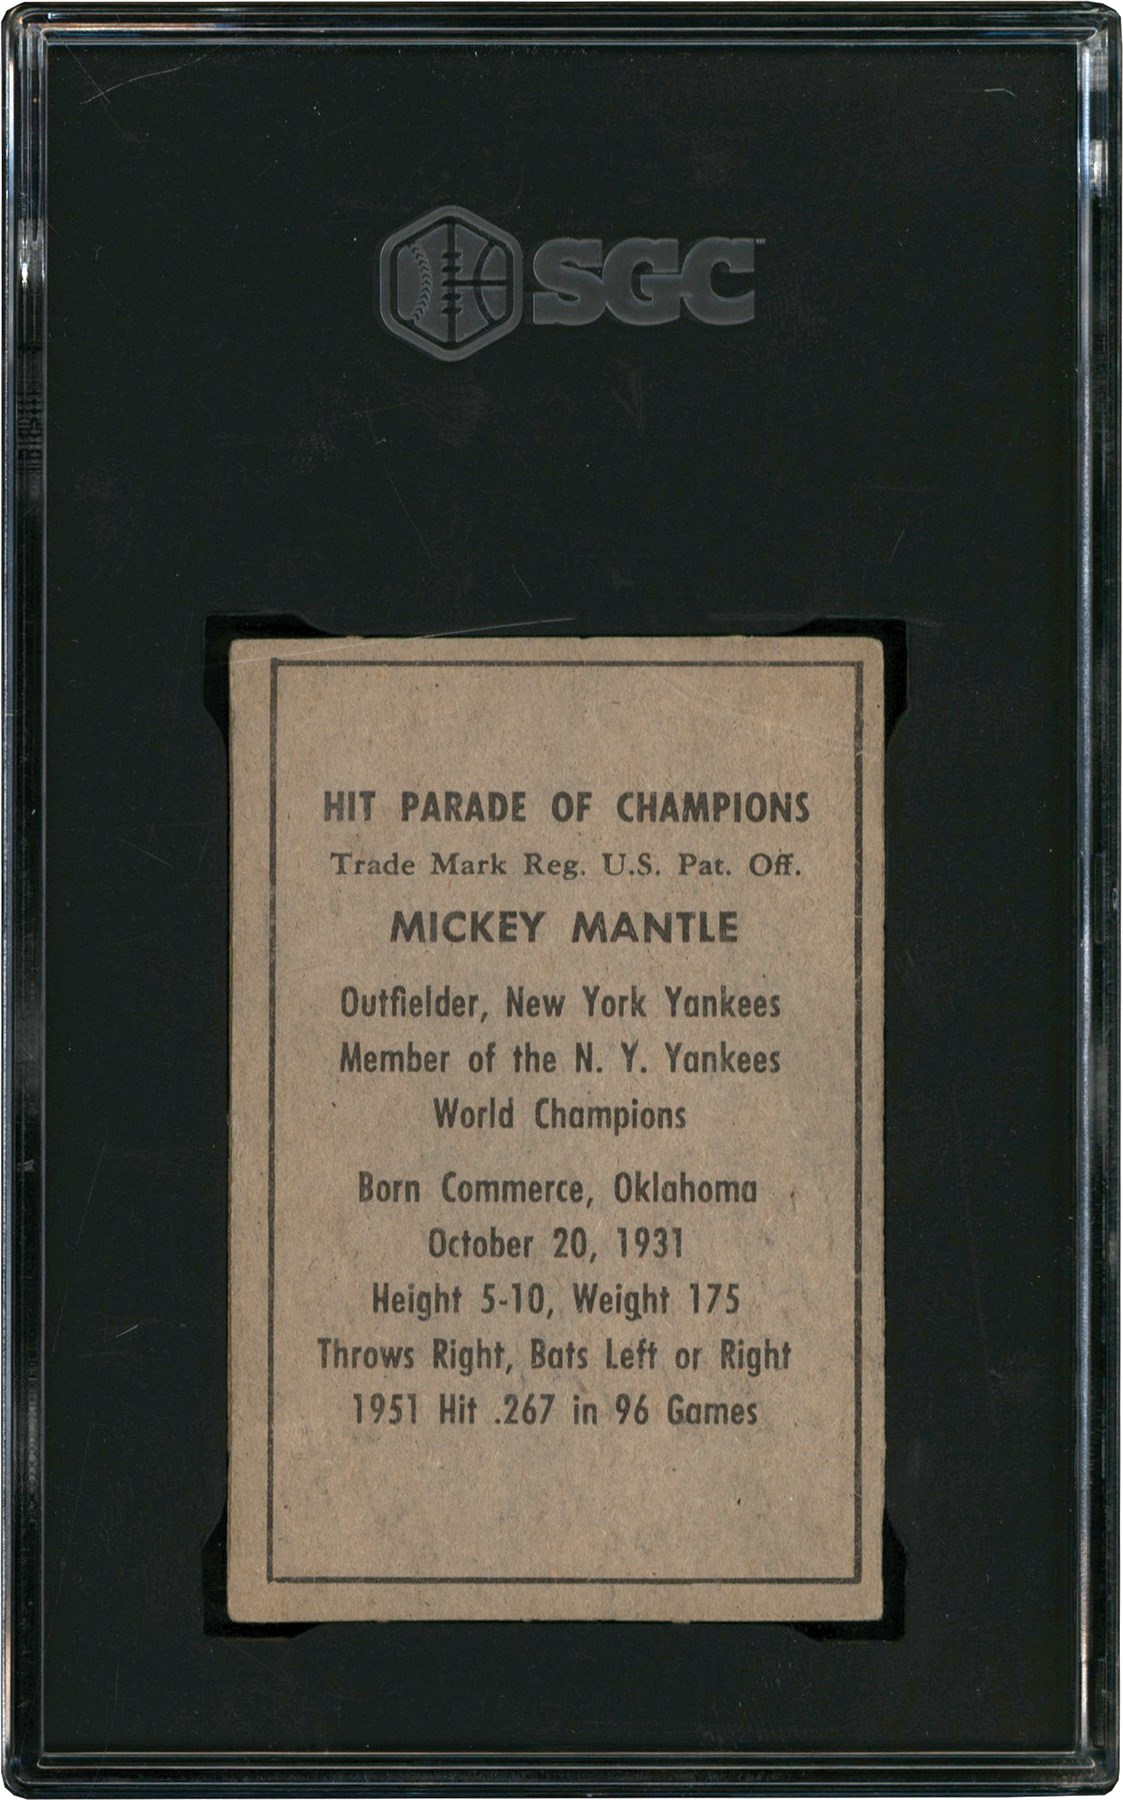 SGC™
HIT PARADE OF CHAMPIONS
Trade Mark Reg. U.S. Pat. Off.
MICKEY MANTLE
Outfielder, New York Yankees
Member of the N. Y. Yankees
World Champions
Born Commerce, Oklahoma
October 20, 1931
Height 5-10, Weight 175
Throws Right, Bats Left or Right
1951 Hit .267 in 96 Games